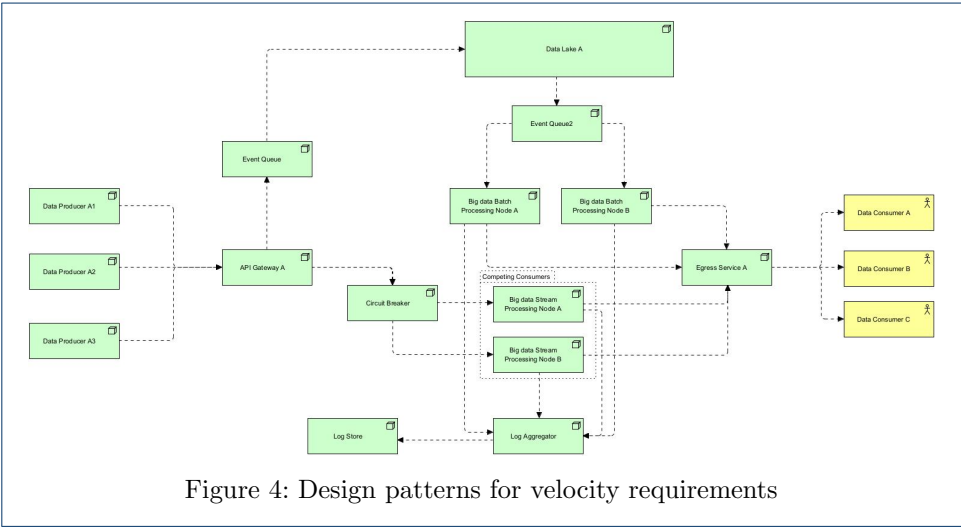 Data Lake A
Event Queue2
Event Queue
Data Producer A1
Big data Batch
Processing Node A
Big data Batch
Processing Node B
Data Consumer A
Data Producer A2
API Gateway A
Egress Service A
Data Consumer B
Competing Consumers
Circuit Breaker
Big data Stream
Processing Node A
Data Consumer C
Data Producer A3
Big data Stream
Processing Node B
Log Store
Log Aggregator
Figure 4: Design patterns for velocity requirements